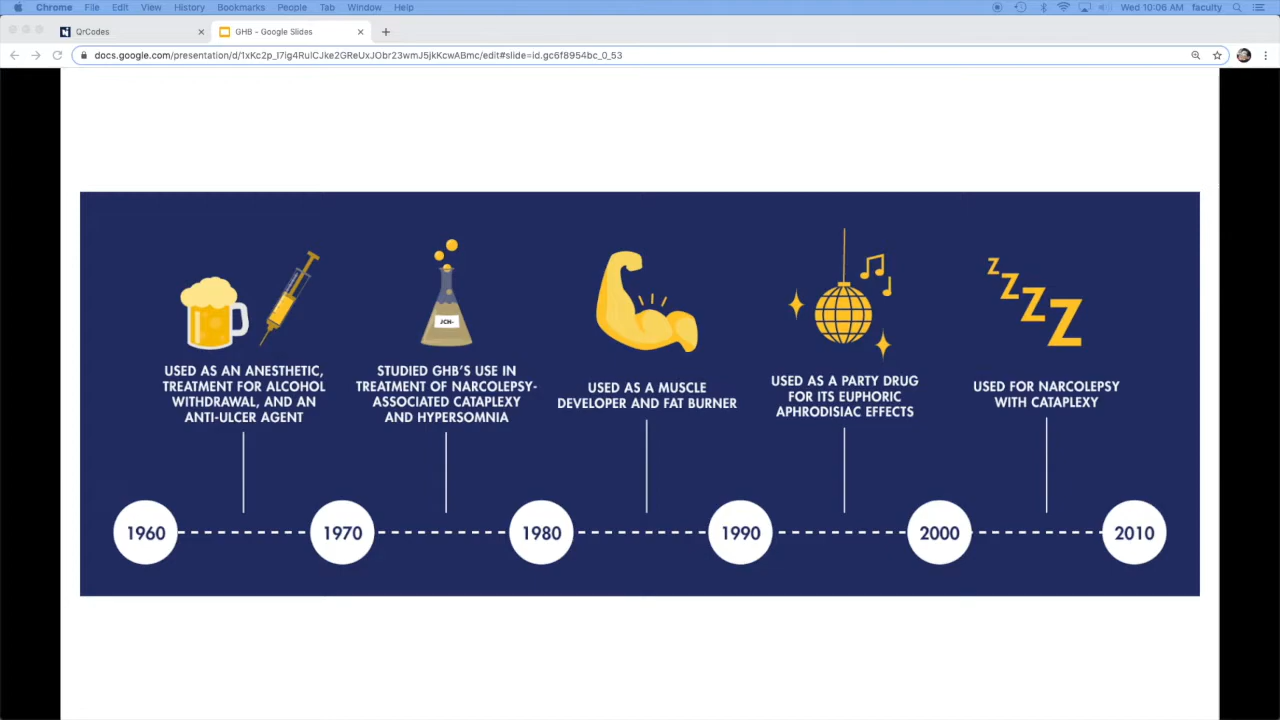 Chrome File Edit View History Bookmarks People Tab Window Help Wed 10:06 AM faculty
QrCodes GHB - Google Slides
docs.google.com/presentation/d/1xKc2p_I7lg4RulCJke2GReUxJObr23wmJ5jkKcwABmc/edit#slide=id.gc6f8954bc_0_53
JCH-
USED AS AN ANESTHETIC,
TREATMENT FOR ALCOHOL
WITHDRAWAL, AND AN
ANTI-ULCER AGENT
STUDIED GHB'S USE IN
TREATMENT OF NARCOLEPSY-
ASSOCIATED CATAPLEXY
AND HYPERSOMNIA
USED AS A MUSCLE
DEVELOPER AND FAT BURNER
USED AS A PARTY DRUG
FOR ITS EUPHORIC
APHRODISIAC EFFECTS
Z Z Z Z
USED FOR NARCOLEPSY
WITH CATAPLEXY
1960 1970 1980 1990 2000 2010